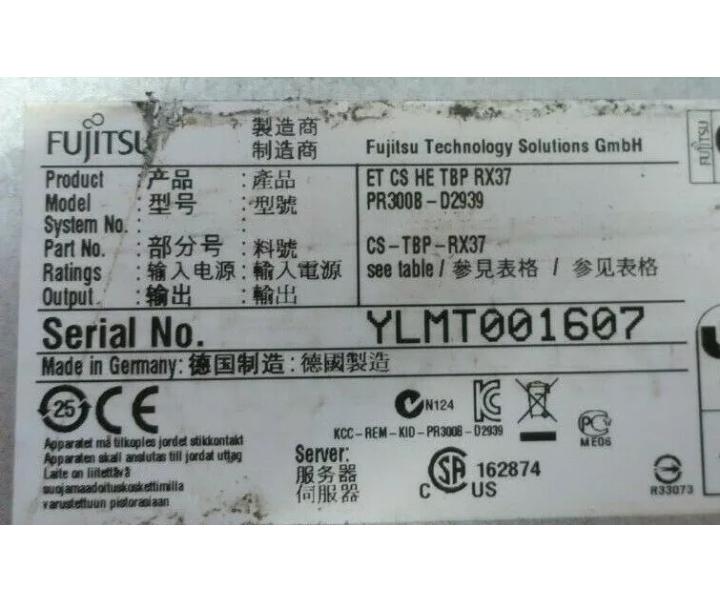 FUJITSU 製造商
制造商 Fujitsu Technology Solutions GmbH
Product : 产品 : 產品 ET CS HE TBP RX37
Model : 型号 : 型號 PR300B-D2939
System No. :
Part No. : 部分号 : 料號 CS-TBP-RX37
Ratings : 输入电源 : 輸入電源 see table / 參見表格 / 参见表格
Output : 输出 : 輸出
Serial No. YLMT001607
Made in Germany: 德国制造 : 德國製造
25 CE
N124
KCC-REM-KID-PR300B-D2939
ME06
Apparatet må tilkoples jordet stikkontakt
Apparaten skall anslutas till jordat uttag
Laite on liitettävä
suojamaadoituskoskettimilla
varustettuun pistorasiaan
Server:
服务器
伺服器
C SA US 162874
R33073
FUJITSU